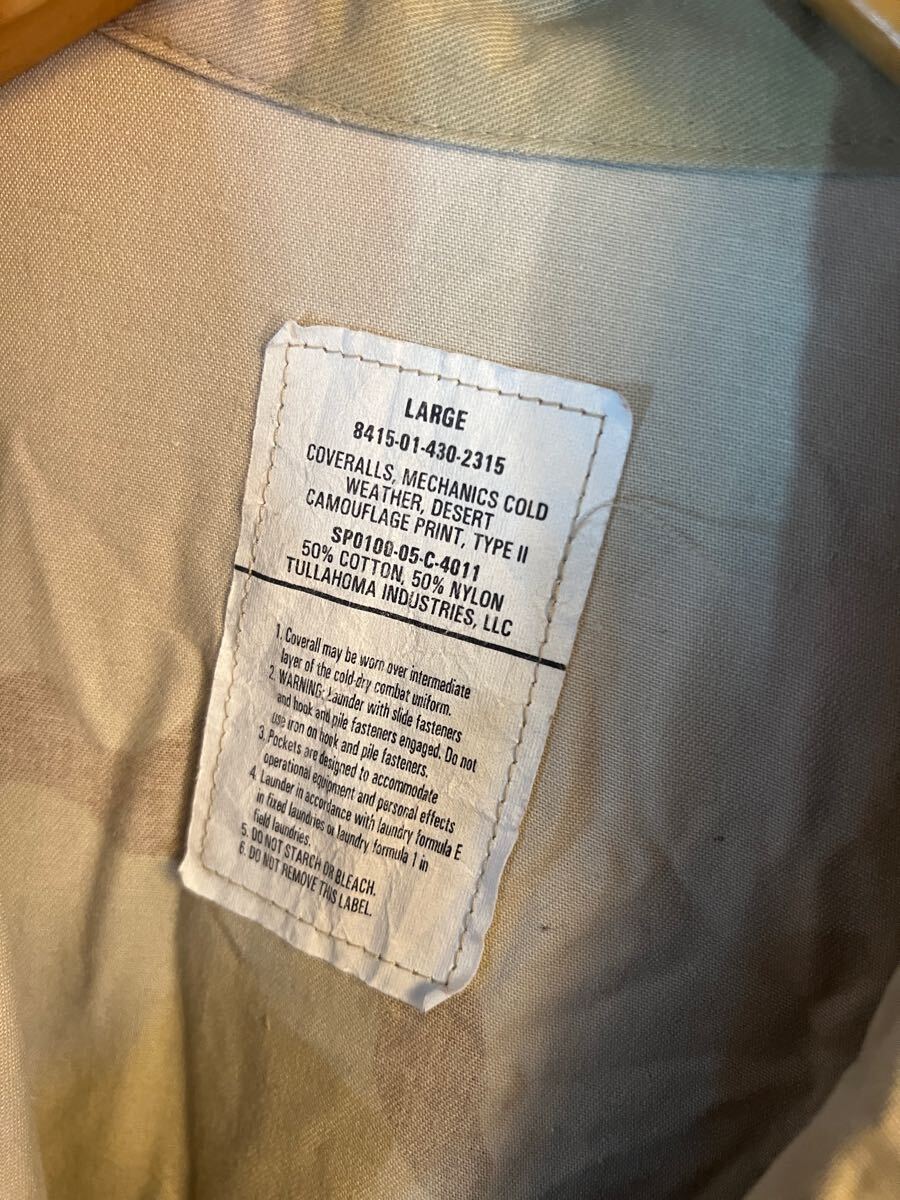 LARGE
8415-01-430-2315
COVERALLS, MECHANICS COLD
WEATHER, DESERT
CAMOUFLAGE PRINT, TYPE II
SP0100-05-C-4011
50% COTTON, 50% NYLON
TULLAHOMA INDUSTRIES, LLC
1. Coverall may be worn over intermediate
layer of the cold-dry combat uniform.
2. WARNING: Launder with slide fasteners
and hook and pile fasteners engaged. Do not
use iron on hook and pile fasteners.
3. Pockets are designed to accommodate
operational equipment and personal effects
4. Launder in accordance with laundry formula E
in fixed laundries or laundry formula 1 in
field laundries.
5. DO NOT STARCH OR BLEACH.
6. DO NOT REMOVE THIS LABEL.